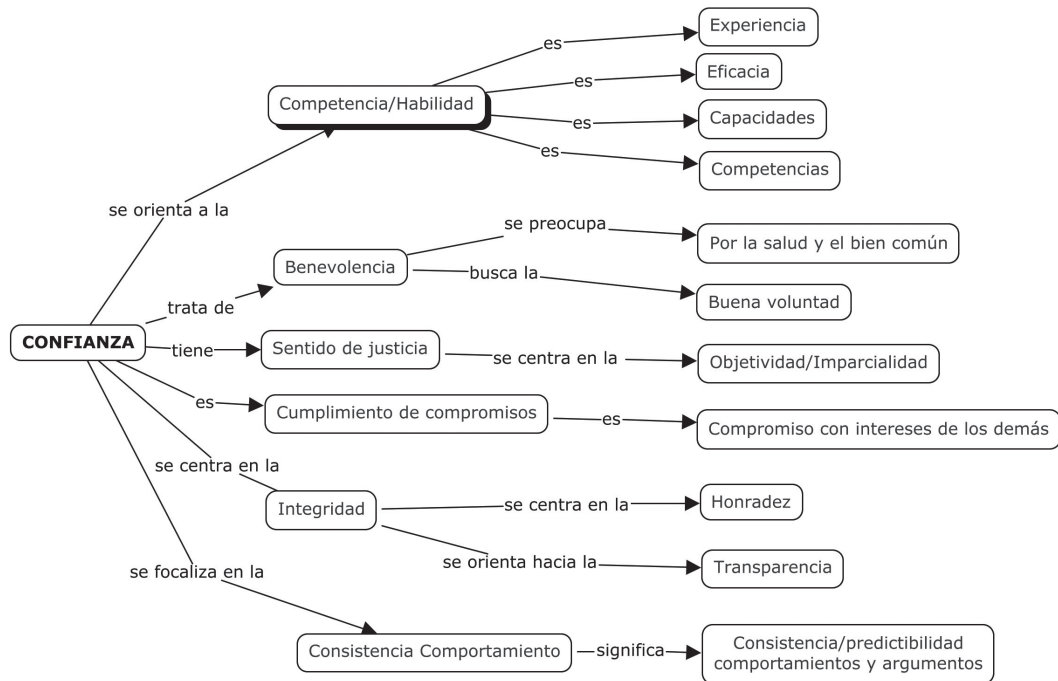 Experiencia
es
Eficacia
es
Competencia/Habilidad
es
Capacidades
es
Competencias
se orienta a la
se preocupa
Por la salud y el bien común
Benevolencia
busca la
Buena voluntad
trata de
CONFIANZA
tiene
Sentido de justicia
se centra en la
Objetividad/Imparcialidad
es
Cumplimiento de compromisos
es
Compromiso con intereses de los demás
se centra en la
Integridad
se centra en la
Honradez
se orienta hacia la
Transparencia
se focaliza en la
Consistencia Comportamiento
significa
Consistencia/predictibilidad
comportamientos y argumentos